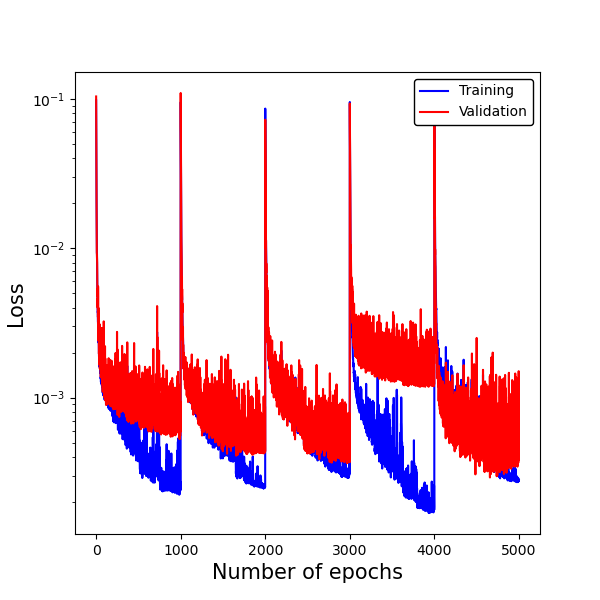 Training
Validation
10⁻¹
10⁻²
10⁻³
Loss
0 1000 2000 3000 4000 5000
Number of epochs